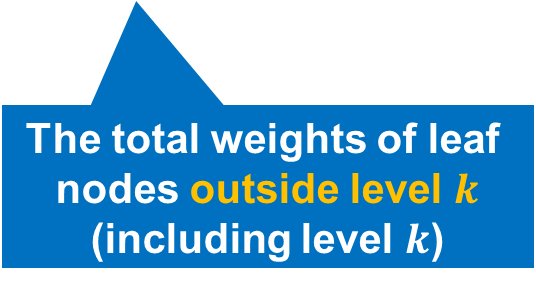 The total weights of leaf
nodes outside level k
(including level k)